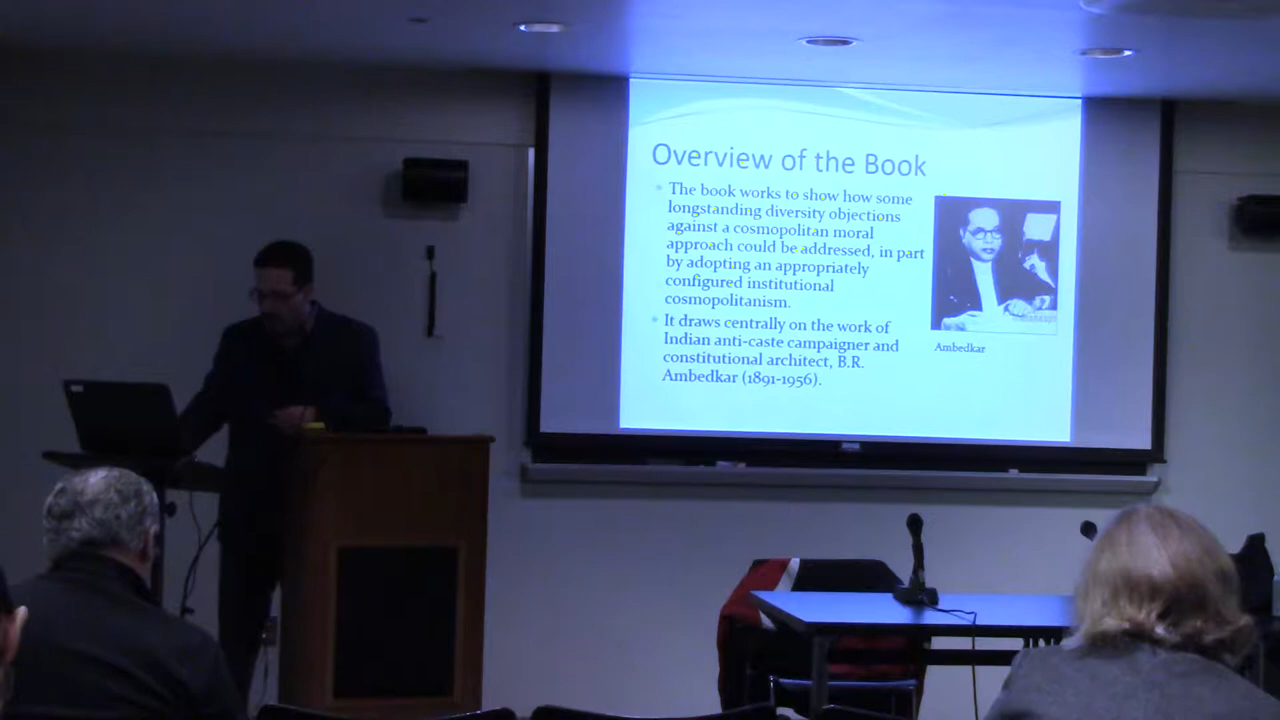 Overview of the Book
The book works to show how some
longstanding diversity objections
against a cosmopolitan moral
approach could be addressed, in part
by adopting an appropriately
configured institutional
cosmopolitanism.
It draws centrally on the work of
Indian anti-caste campaigner and
constitutional architect, B.R.
Ambedkar (1891-1956).
Ambedkar